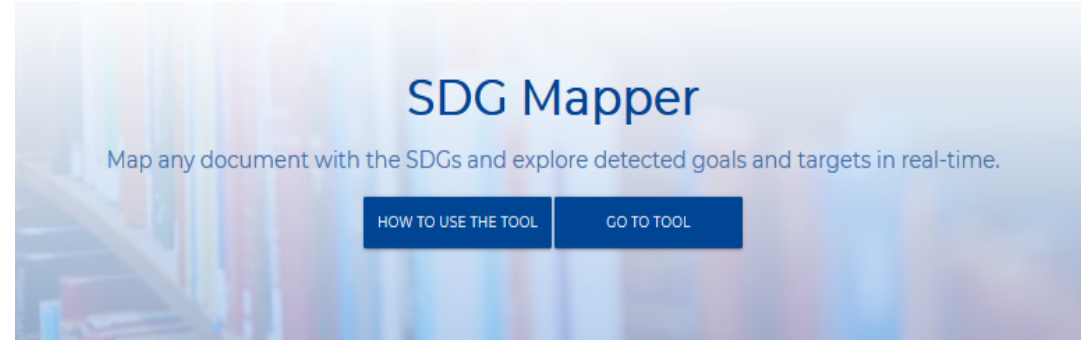 SDG Mapper
Map any document with the SDGs and explore detected goals and targets in real-time.
HOW TO USE THE TOOL
GO TO TOOL